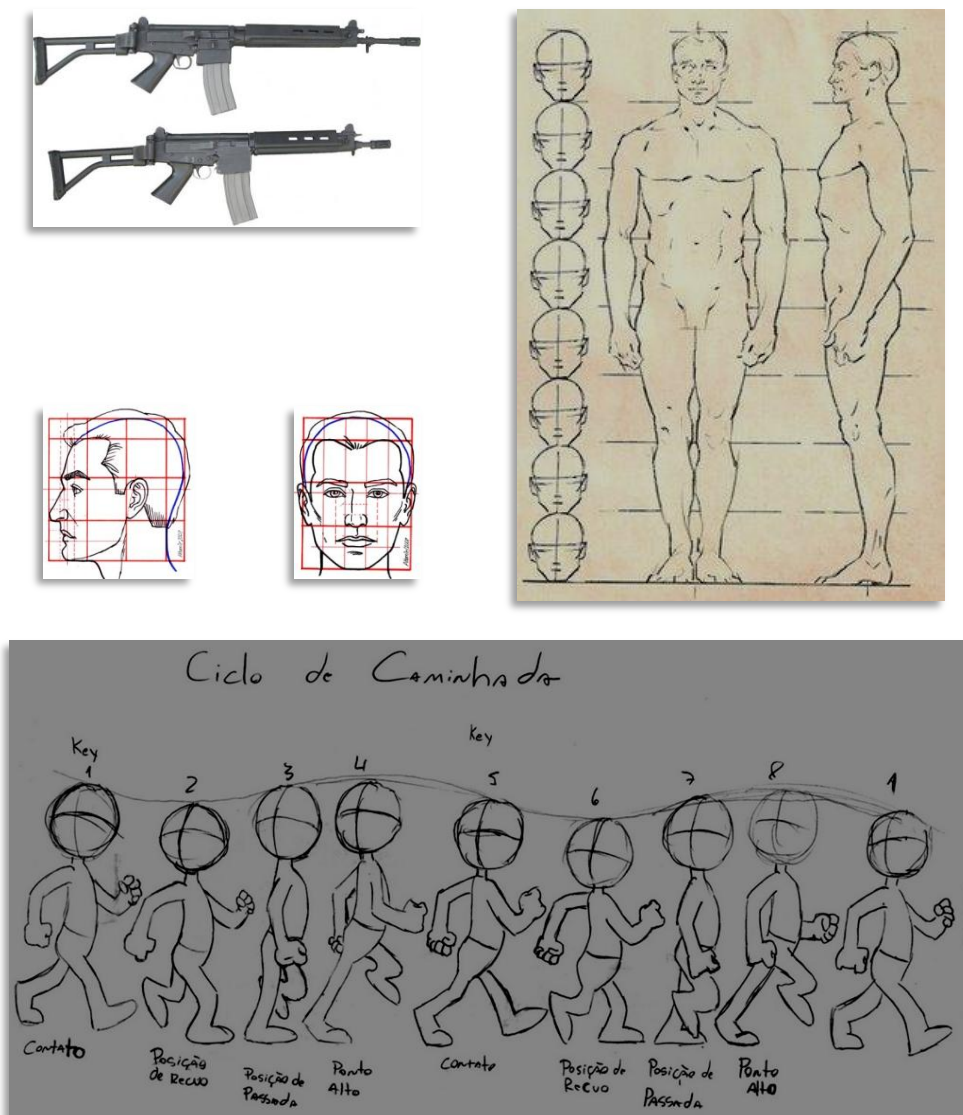 Ciclo de Caminhada
Key
Key
1
2
3
4
5
6
7
8
1
Contato
Posição
de Recuo
Posição de
Passada
Ponto
Alto
Contato
Posição de
Recuo
Posição de
Passada
Ponto
Alto